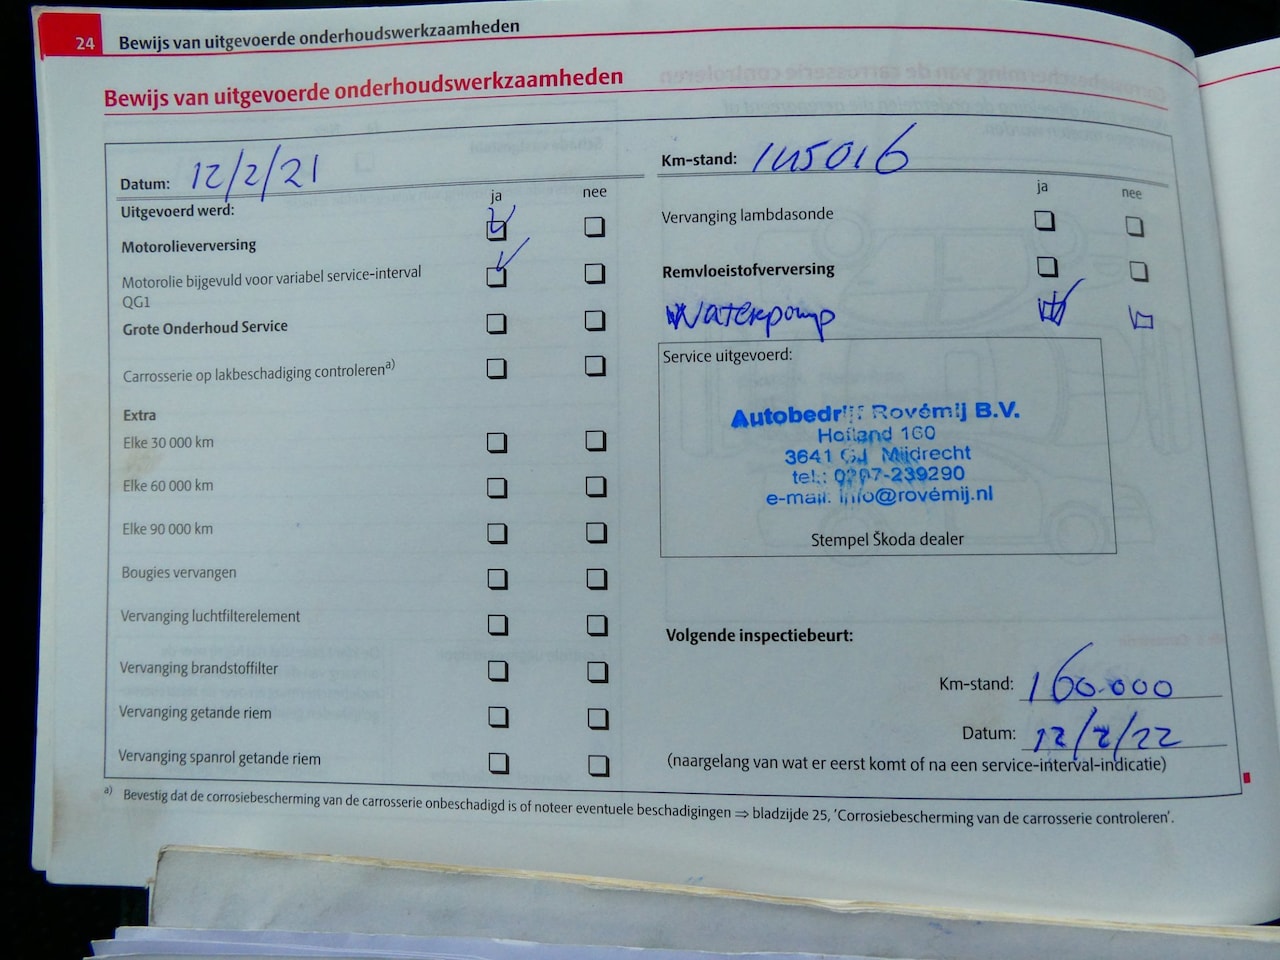 24 Bewijs van uitgevoerde onderhoudswerkzaamheden
Bewijs van uitgevoerde onderhoudswerkzaamheden
Datum: 12/2/21
Uitgevoerd werd:
ja nee
Motorolieverversing
Motorolie bijgevuld voor variabel service-interval
QG1
Grote Onderhoud Service
Carrosserie op lakbeschadiging controleren a)
Extra
Elke 30 000 km
Elke 60 000 km
Elke 90 000 km
Bougies vervangen
Vervanging luchtfilterelement
Vervanging brandstoffilter
Vervanging getande riem
Vervanging spanrol getande riem
Km-stand: 145016
ja nee
Vervanging lambdasonde
Remvloeistofverversing
Waterpomp
Service uitgevoerd:
Autobedrijf Rovémij B.V.
Holland 160
3641 GJ Mijdrecht
tel.: 0297-239290
e-mail: info@rovémij.nl
Stempel Škoda dealer
Volgende inspectiebeurt:
Km-stand: 160.000
Datum: 12/2/22
(naargelang van wat er eerst komt of na een service-interval-indicatie)
a) Bevestig dat de corrosiebescherming van de carrosserie onbeschadigd is of noteer eventuele beschadigingen ⇒ bladzijde 25, 'Corrosiebescherming van de carrosserie controleren'.